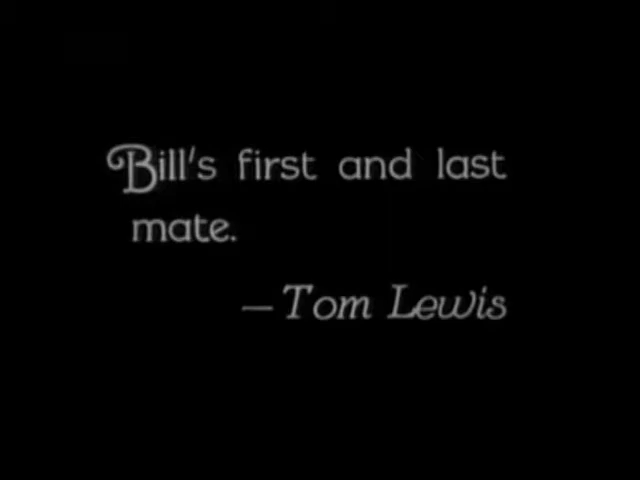 Bill's first and last
mate.
—Tom Lewis